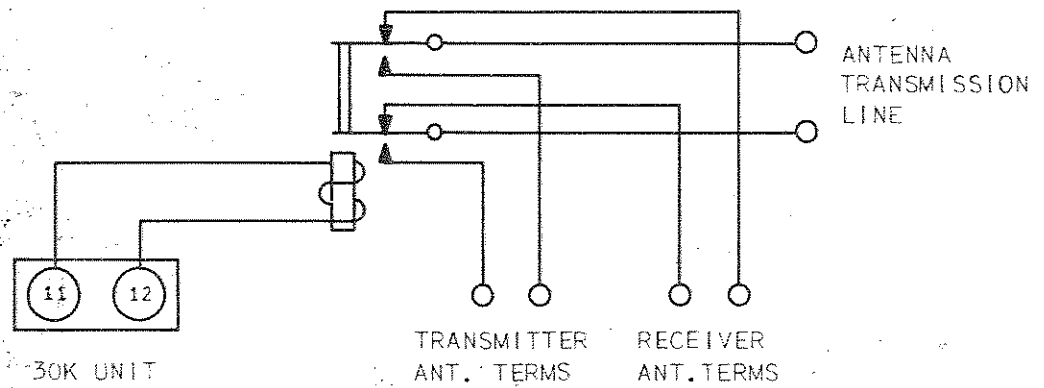 ANTENNA
TRANSMISSION
LINE
11
12
30K UNIT
TRANSMITTER
ANT. TERMS
RECEIVER
ANT. TERMS